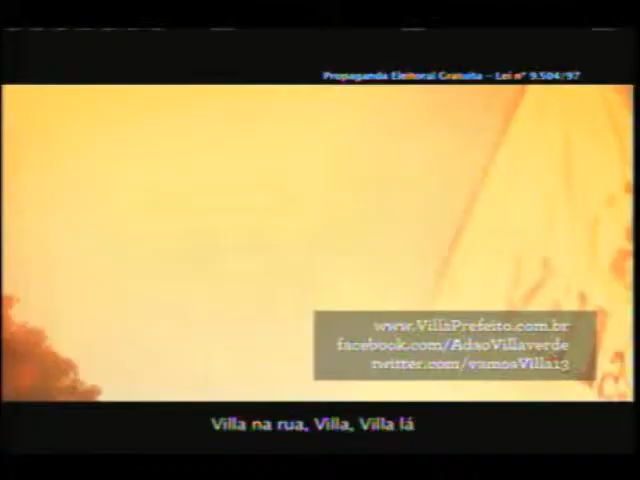 Propaganda Eleitoral Gratuita - Lei nº 9.504/97
www.VillaPrefeito.com.br
facebook.com/AdaoVillaverde
twitter.com/vamosVilla13
Villa na rua, Villa, Villa lá